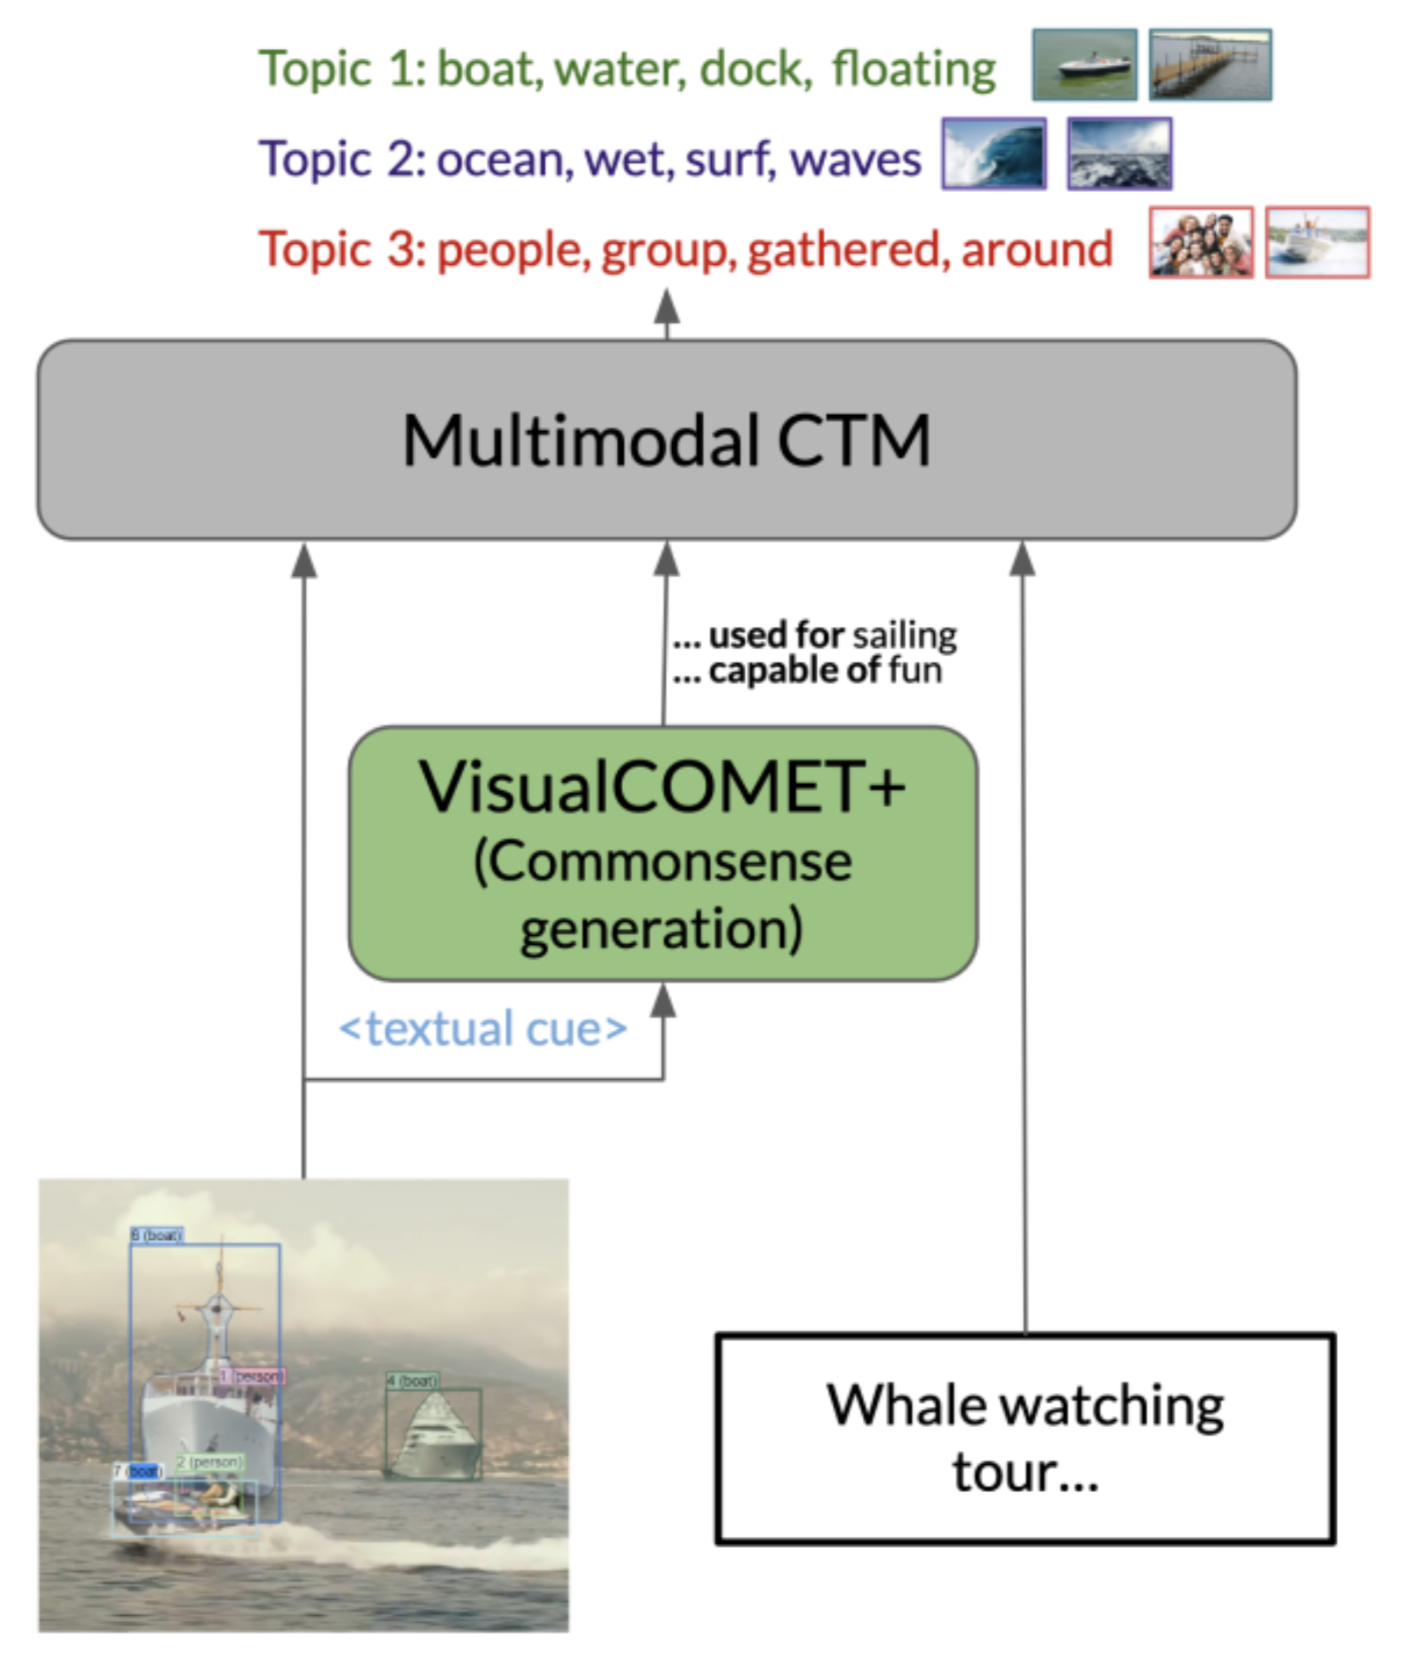 Topic 1: boat, water, dock, floating
Topic 2: ocean, wet, surf, waves
Topic 3: people, group, gathered, around
Multimodal CTM
... used for sailing
... capable of fun
VisualCOMET+
(Commonsense
generation)
<textual cue>
6 (boat)
1 (person)
4 (boat)
2 (person)
7 (boat)
Whale watching
tour...